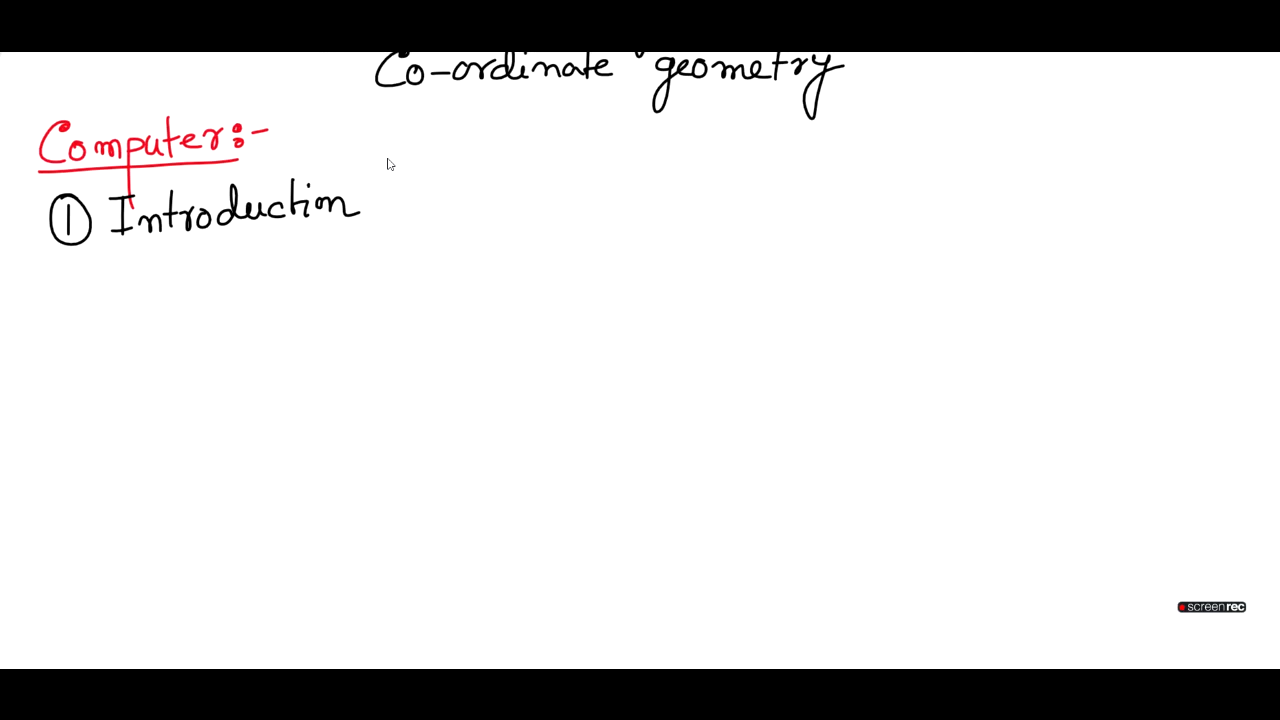 Co-ordinate geometry
Computer:-
① Introduction
screenrec